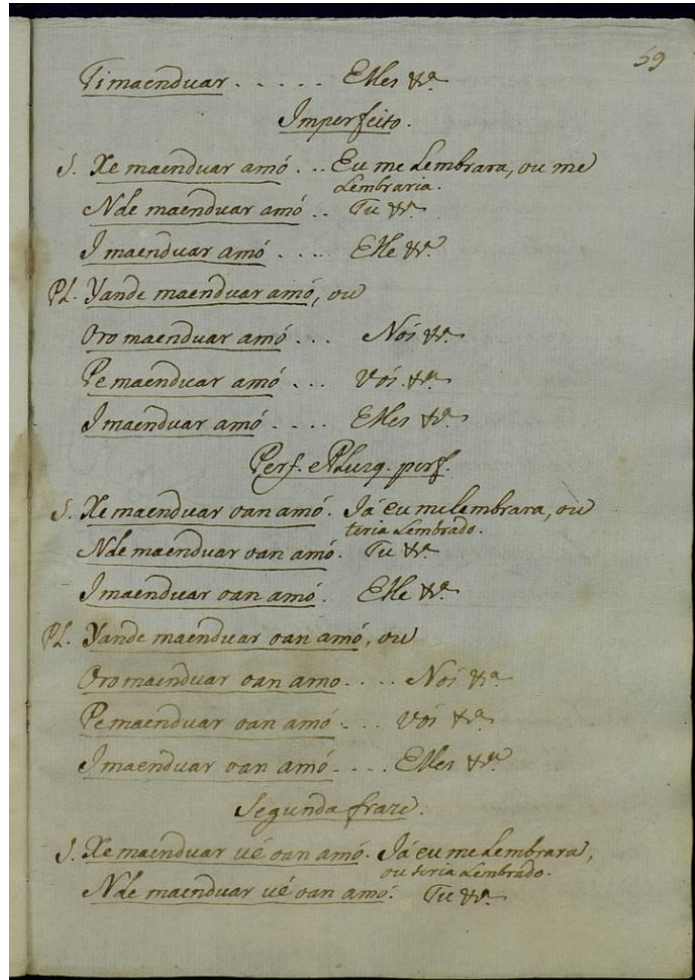 59
Timaenduar . . . . . Elles &ª
Imperfeito.
S. Xe maenduar amó . . . Eu me Lembrara, ou me
Lembraria.
Nde maenduar amó . . Tu &ª
I maenduar amó . . . . Elle &ª
Pl. Yande maenduar amó, ou
Oro maenduar amó . . . Nós &ª
Pe maenduar amó . . . Vós &ª
I maenduar amó . . . . Elles &ª
Perf. e Plusq. perf.
S. Xe maenduar oan amó. Já eu me lembrara, ou
teria Lembrado.
Nde maenduar oan amó. Tu &ª
I maenduar oan amó. Elle &ª
Pl. Yande maenduar oan amó, ou
Oro maenduar oan amo. . . . Nós &ª
Pe maenduar oan amó . . . Vós &ª
I maenduar oan amó . . . . Elles &ª
Segunda fraze.
S. Xe maenduar ué oan amó. Já eu me Lembrara,
ou teria Lembrado.
Nde maenduar ué oan amó. Tu &ª